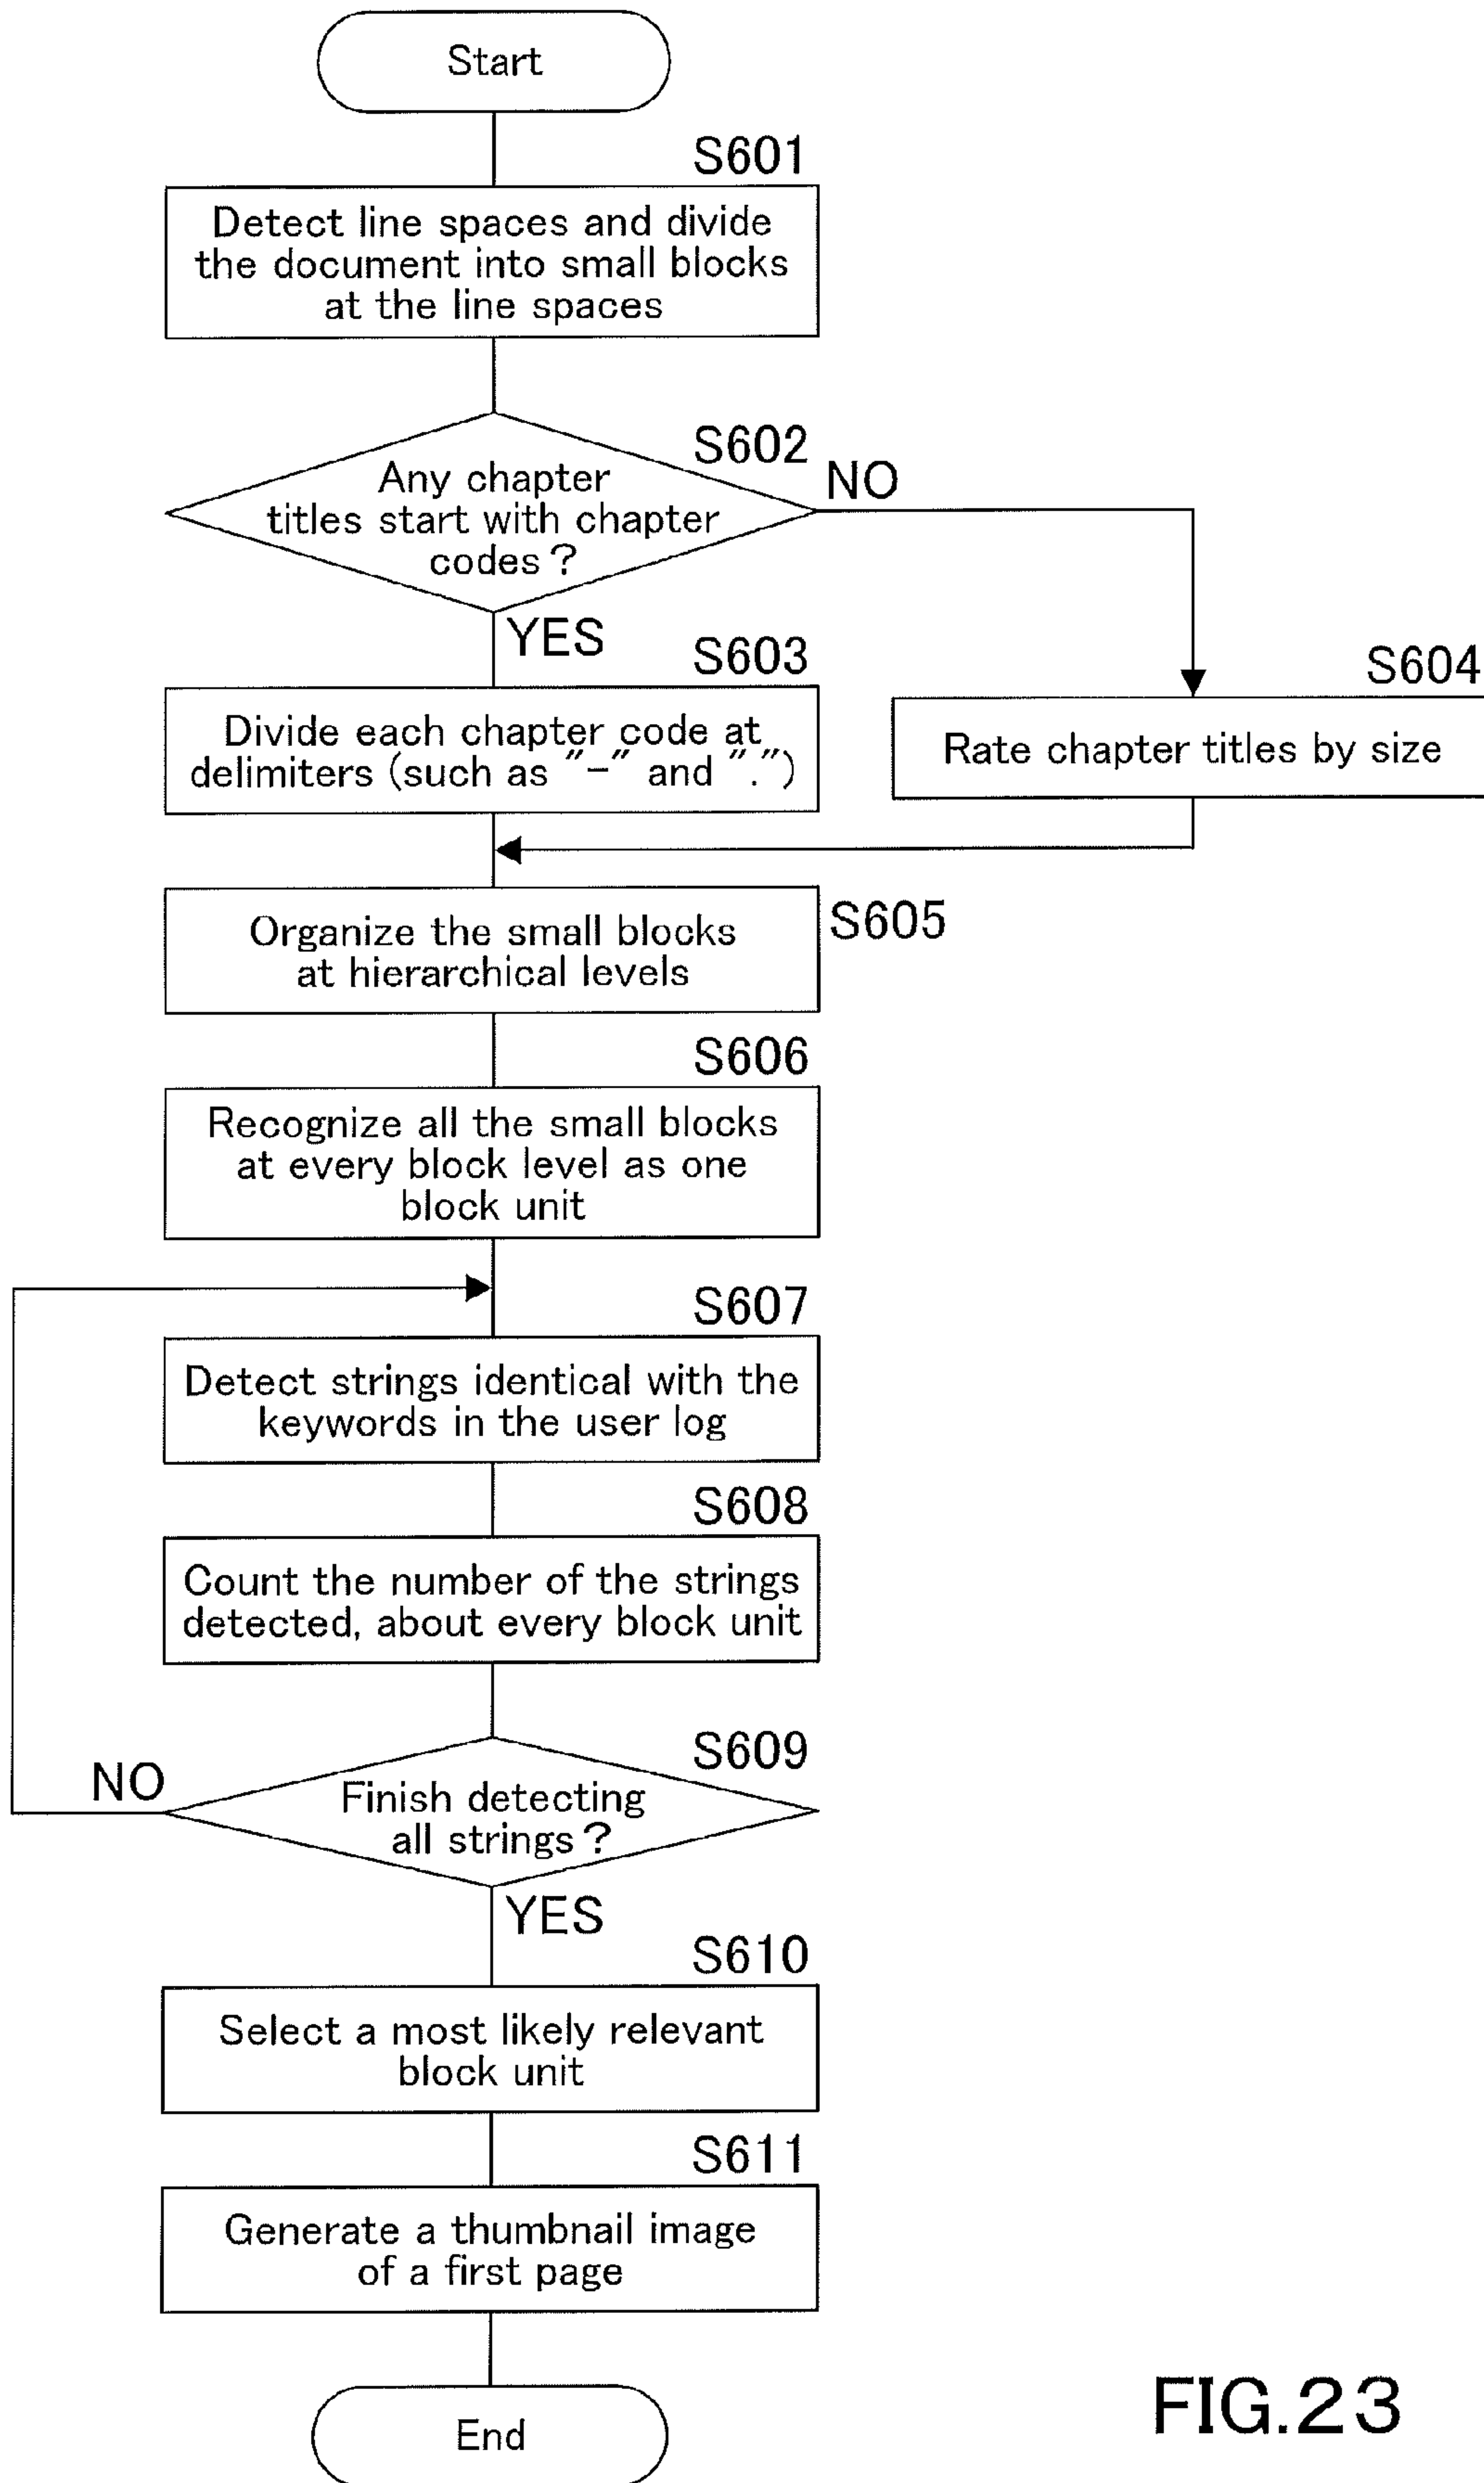 Start
S601
Detect line spaces and divide
the document into small blocks
at the line spaces
S602
Any chapter
titles start with chapter
codes?
NO
YES
S603
Divide each chapter code at
delimiters (such as "-" and ".")
S604
Rate chapter titles by size
Organize the small blocks
at hierarchical levels
S605
S606
Recognize all the small blocks
at every block level as one
block unit
S607
Detect strings identical with the
keywords in the user log
S608
Count the number of the strings
detected, about every block unit
S609
NO
Finish detecting
all strings?
YES
S610
Select a most likely relevant
block unit
S611
Generate a thumbnail image
of a first page
End
FIG.23